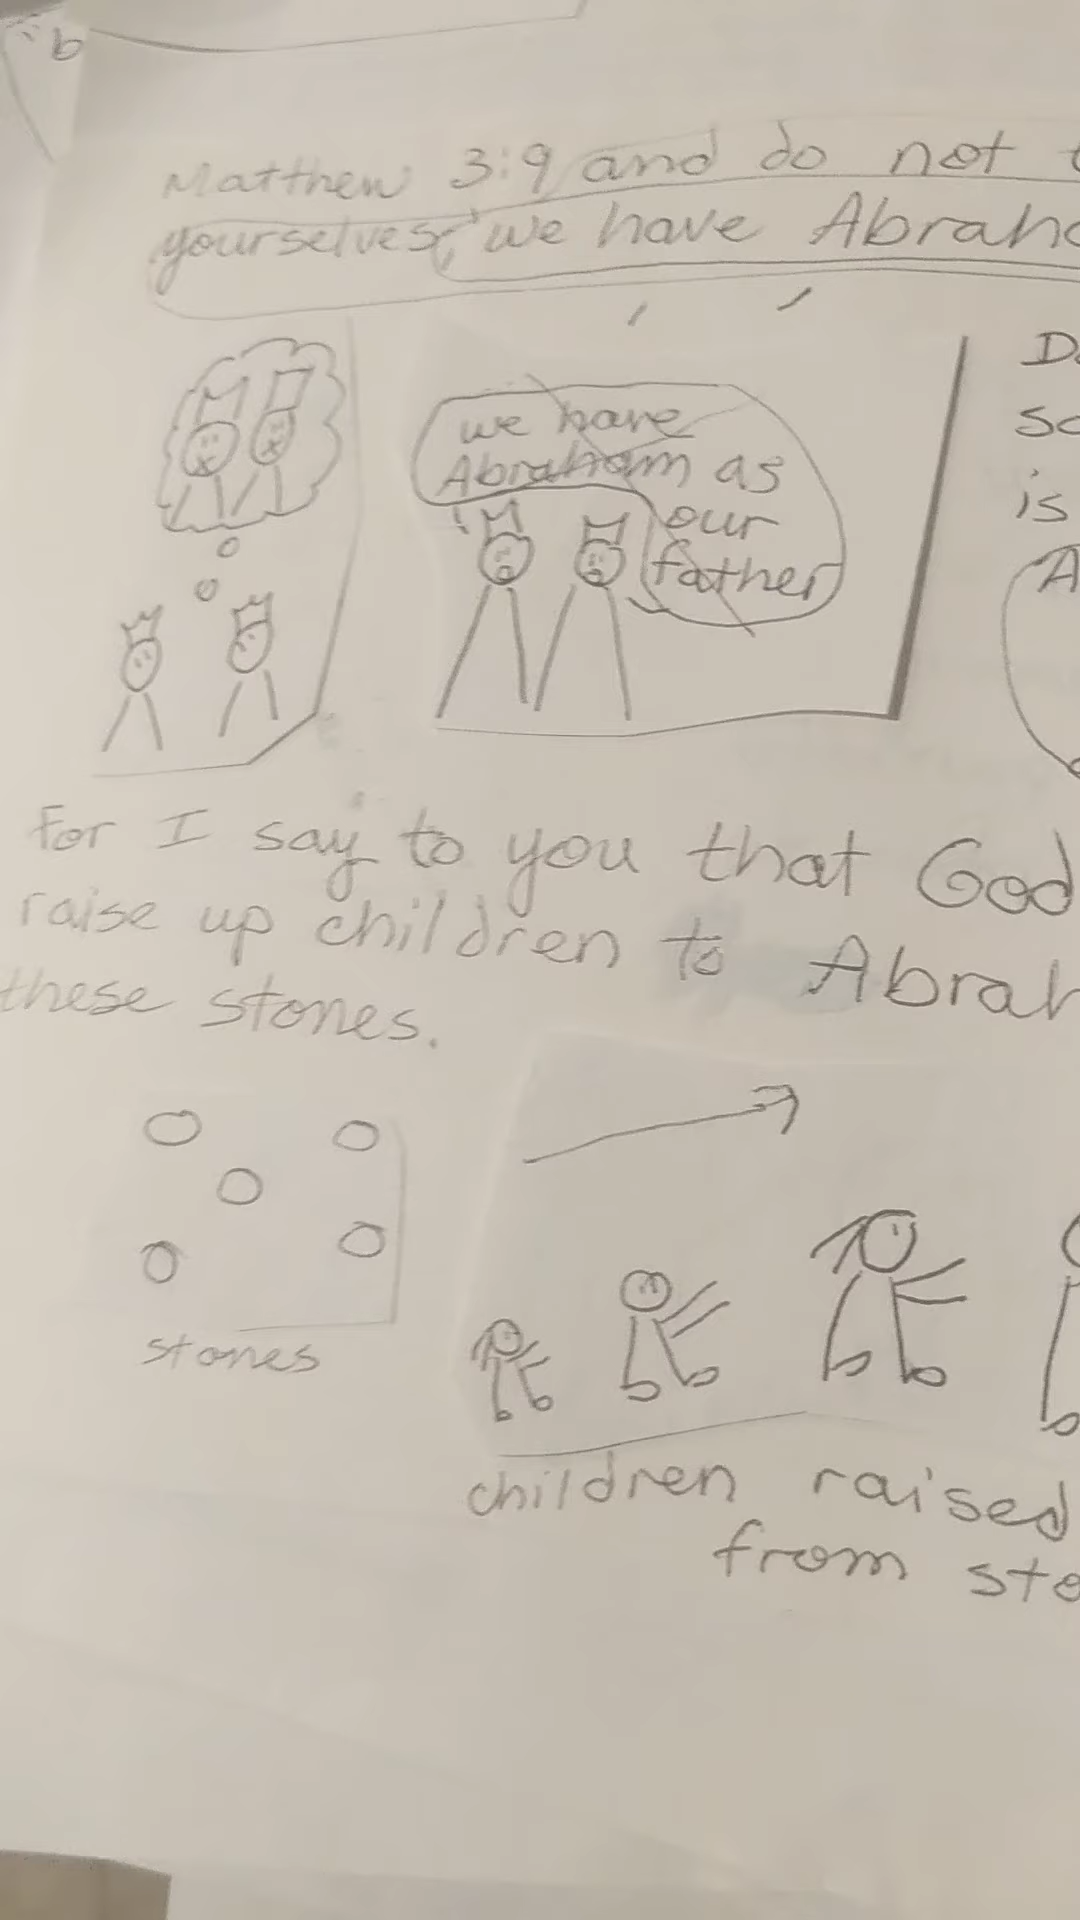 b
Matthew 3:9 and do not
yourselves, 'we have Abraha
we have
Abraham as
our
father
is
For I say to you that God
raise up children to Abrah
these stones.
stones
children raised
from sto